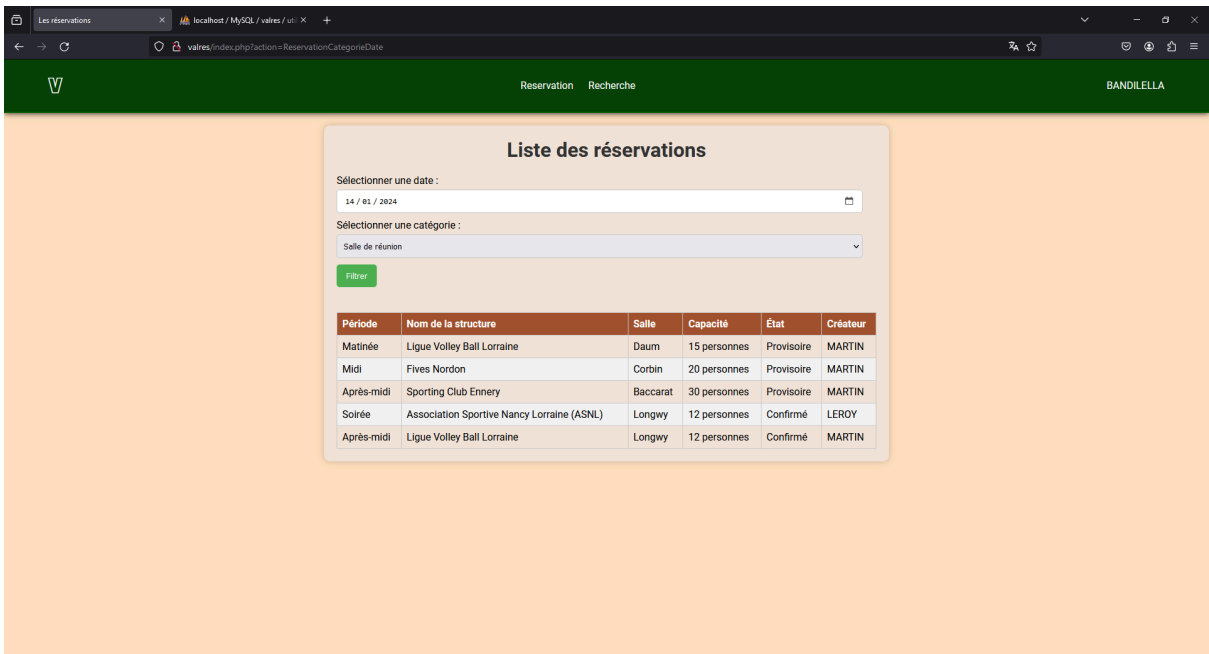 Les réservations
localhost / MySQL / valres / uti
valres/index.php?action=ReservationCategorieDate
V
Reservation Recherche
BANDILELLA
Liste des réservations
Sélectionner une date :
14 / 01 / 2024
Sélectionner une catégorie :
Salle de réunion
Filtrer
Période Nom de la structure Salle Capacité État Créateur
Matinée Ligue Volley Ball Lorraine Daum 15 personnes Provisoire MARTIN
Midi Fives Nordon Corbin 20 personnes Provisoire MARTIN
Après-midi Sporting Club Ennery Baccarat 30 personnes Provisoire MARTIN
Soirée Association Sportive Nancy Lorraine (ASNL) Longwy 12 personnes Confirmé LEROY
Après-midi Ligue Volley Ball Lorraine Longwy 12 personnes Confirmé MARTIN